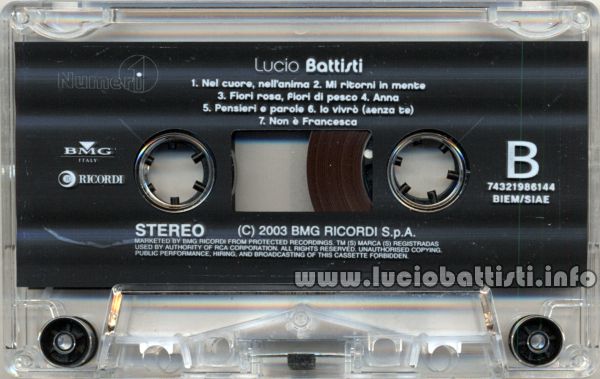 Numeri 1
Lucio Battisti
1. Nel cuore, nell'anima 2. Mi ritorni in mente
3. Fiori rosa, fiori di pesco 4. Anna
5. Pensieri e parole 6. Io vivrò (senza te)
7. Non è Francesca
BMG
ITALY
RICORDI
B
74321986144
BIEM/SIAE
STEREO (C) 2003 BMG RICORDI S.p.A.
MARKETED BY BMG RICORDI FROM PROTECTED RECORDINGS. TM (S) MARCA (S) REGISTRADAS
USED BY AUTHORITY OF RCA CORPORATION. ALL RIGHTS RESERVED. UNAUTHORISED COPYING.
PUBLIC PERFORMANCE, HIRING, AND BROADCASTING OF THIS CASSETTE FORBIDDEN.
www.luciobattisti.info